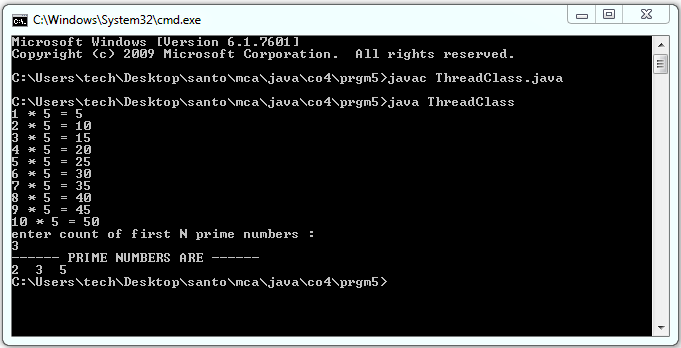 C:\Windows\System32\cmd.exe
Microsoft Windows [Version 6.1.7601]
Copyright (c) 2009 Microsoft Corporation.  All rights reserved.
C:\Users\tech\Desktop\santo\mca\java\co4\prgm5>javac ThreadClass.java
C:\Users\tech\Desktop\santo\mca\java\co4\prgm5>java ThreadClass
1 * 5 = 5
2 * 5 = 10
3 * 5 = 15
4 * 5 = 20
5 * 5 = 25
6 * 5 = 30
7 * 5 = 35
8 * 5 = 40
9 * 5 = 45
10 * 5 = 50
enter count of first N prime numbers :
3
------ PRIME NUMBERS ARE ------
2  3  5
C:\Users\tech\Desktop\santo\mca\java\co4\prgm5>